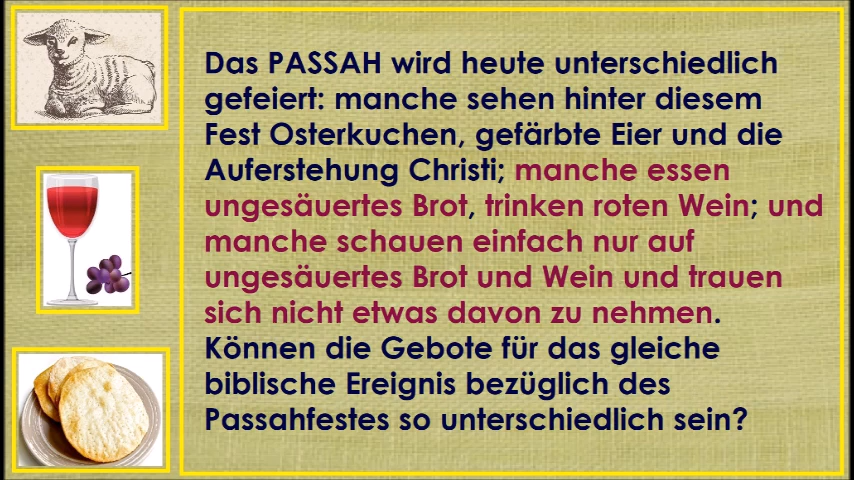 Das PASSAH wird heute unterschiedlich
gefeiert: manche sehen hinter diesem
Fest Osterkuchen, gefärbte Eier und die
Auferstehung Christi; manche essen
ungesäuertes Brot, trinken roten Wein; und
manche schauen einfach nur auf
ungesäuertes Brot und Wein und trauen
sich nicht etwas davon zu nehmen.
Können die Gebote für das gleiche
biblische Ereignis bezüglich des
Passahfestes so unterschiedlich sein?